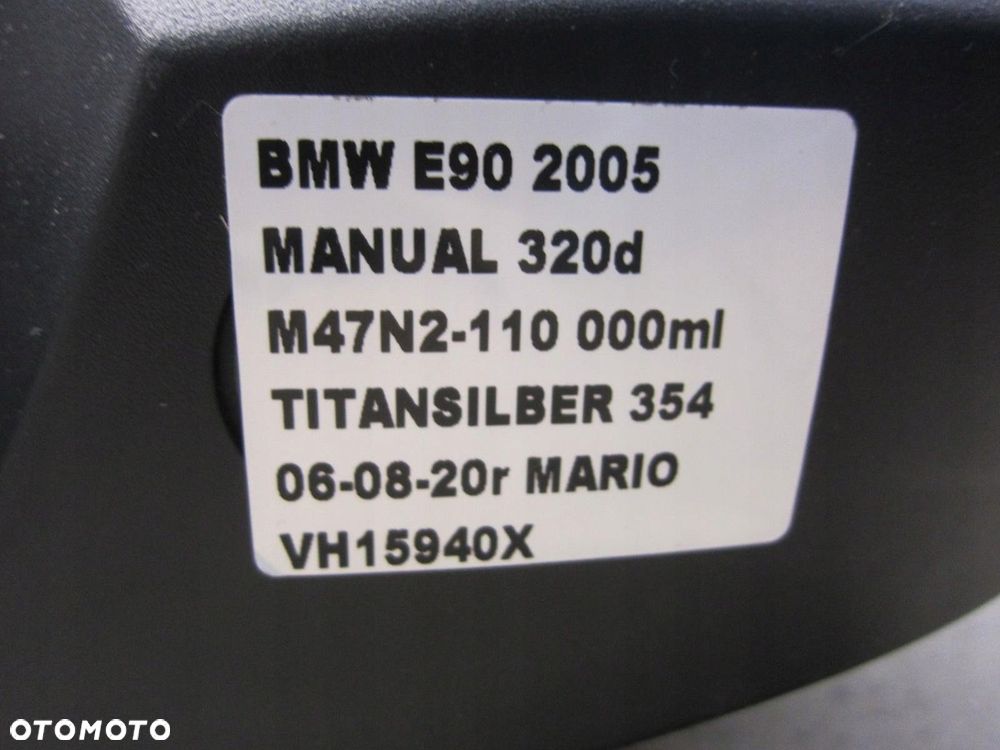 BMW E90 2005
MANUAL 320d
M47N2-110 000ml
TITANSILBER 354
06-08-20r MARIO
VH15940X
OTOMOTO